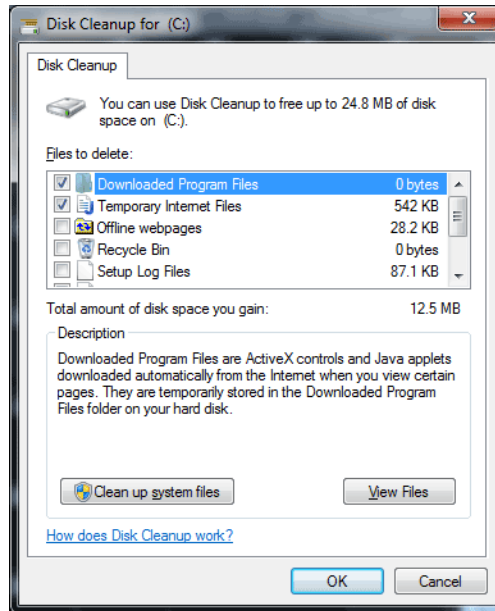 Disk Cleanup for  (C:)
Disk Cleanup
You can use Disk Cleanup to free up to 24.8 MB of disk
space on  (C:).
Files to delete:
Downloaded Program Files 0 bytes
Temporary Internet Files 542 KB
Offline webpages 28.2 KB
Recycle Bin 0 bytes
Setup Log Files 87.1 KB
Total amount of disk space you gain: 12.5 MB
Description
Downloaded Program Files are ActiveX controls and Java applets
downloaded automatically from the Internet when you view certain
pages. They are temporarily stored in the Downloaded Program
Files folder on your hard disk.
Clean up system files View Files
How does Disk Cleanup work?
OK Cancel